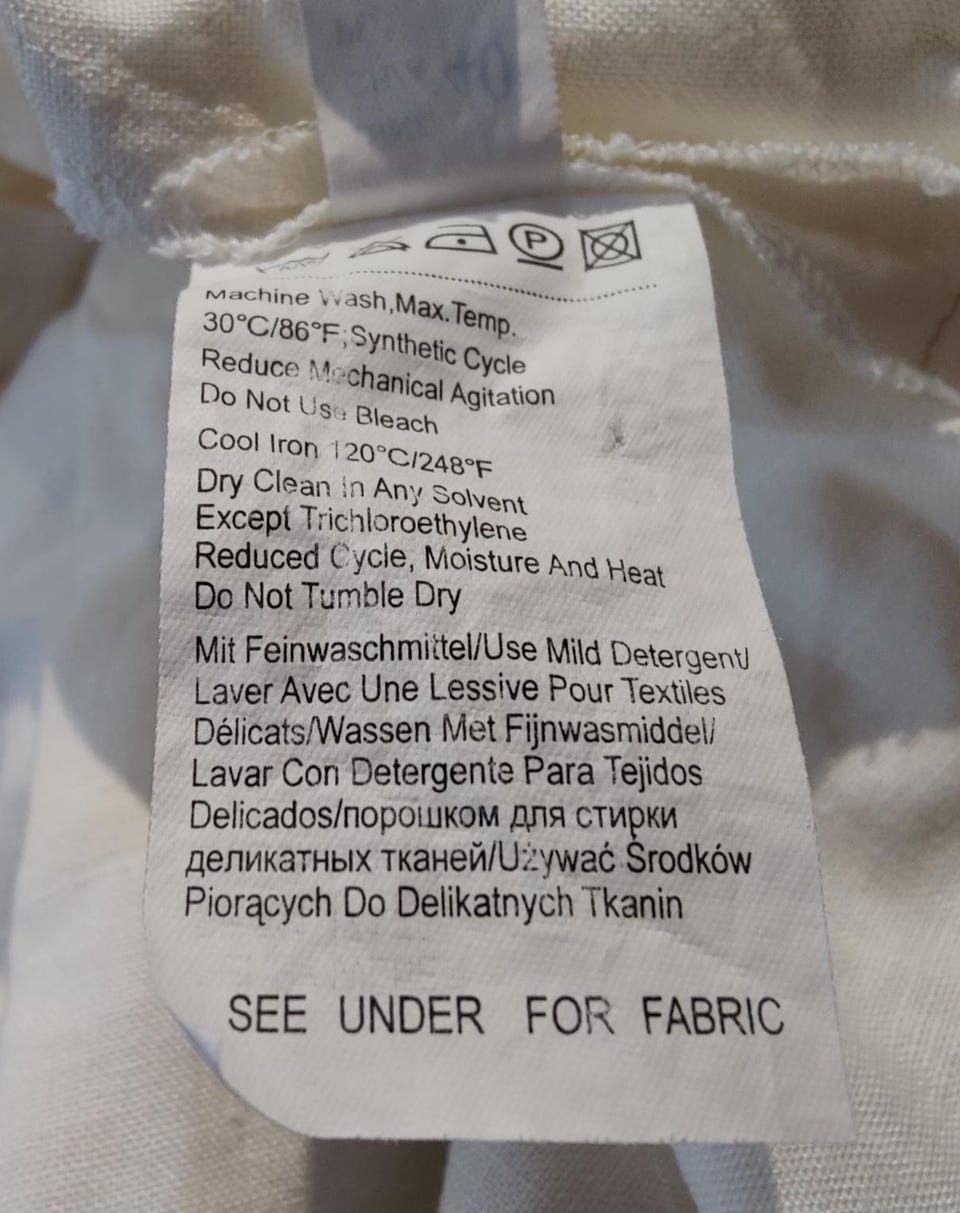 P
Machine Wash,Max.Temp.
30°C/86°F;Synthetic Cycle
Reduce Mechanical Agitation
Do Not Use Bleach
Cool Iron 120°C/248°F
Dry Clean in Any Solvent
Except Trichloroethylene
Reduced Cycle, Moisture And Heat
Do Not Tumble Dry
Mit Feinwaschmittel/Use Mild Detergent/
Laver Avec Une Lessive Pour Textiles
Délicats/Wassen Met Fijnwasmiddel/
Lavar Con Detergente Para Tejidos
Delicados/порошком для стирки
деликатных тканей/Używać Środków
Piorących Do Delikatnych Tkanin
SEE UNDER FOR FABRIC